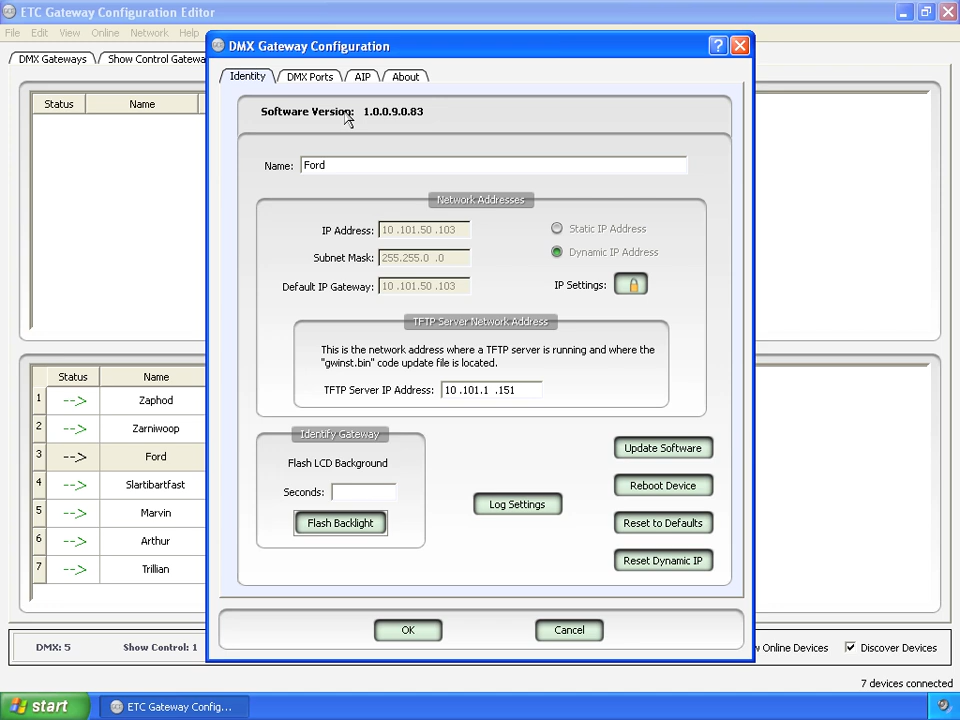 ETC Gateway Configuration Editor
File Edit View Online Network Help
DMX Gateways Show Control Gatewa
Status Name
DMX Gateway Configuration
Identity DMX Ports AIP About
Software Version: 1.0.0.9.0.83
Name: Ford
Network Addresses
IP Address: 10 .101.50 .103
Static IP Address
Subnet Mask: 255.255.0 .0
Dynamic IP Address
Default IP Gateway: 10 .101.50 .103
IP Settings:
TFTP Server Network Address
This is the network address where a TFTP server is running and where the
"gwinst.bin" code update file is located.
TFTP Server IP Address: 10 .101.1 .151
Identify Gateway
Flash LCD Background
Seconds:
Flash Backlight
Log Settings
Update Software
Reboot Device
Reset to Defaults
Reset Dynamic IP
OK Cancel
Status Name
1 --> Zaphod
2 --> Zarniwoop
3 --> Ford
4 --> Slartibartfast
5 --> Marvin
6 --> Arthur
7 --> Trillian
DMX: 5 Show Control: 1
Online Devices Discover Devices
7 devices connected
start ETC Gateway Config...